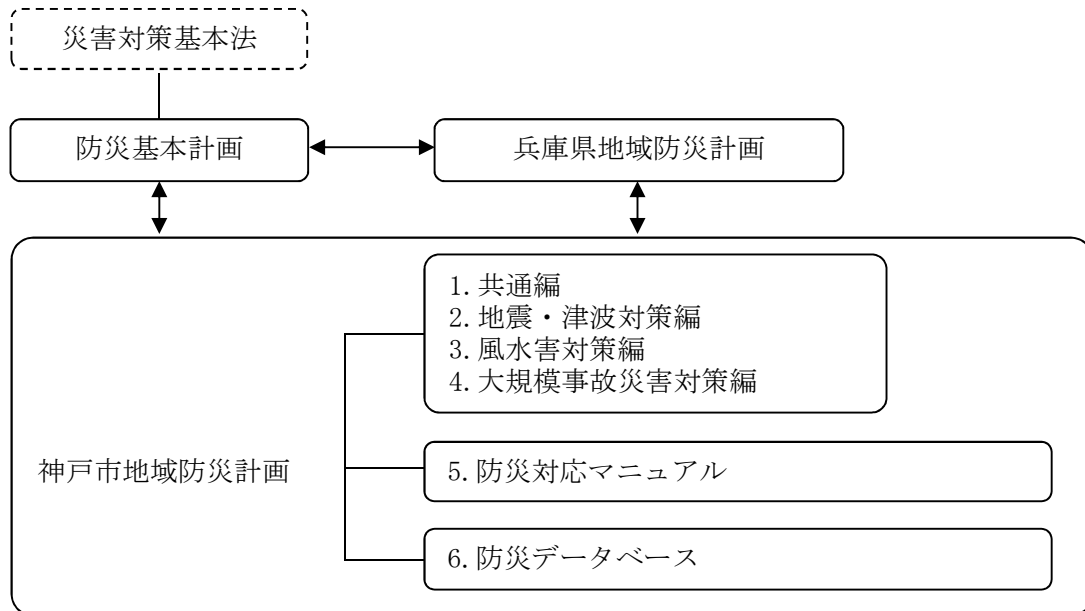 災害対策基本法
防災基本計画
兵庫県地域防災計画
1.共通編
2.地震・津波対策編
3.風水害対策編
4.大規模事故災害対策編
神戸市地域防災計画
5.防災対応マニュアル
6.防災データベース